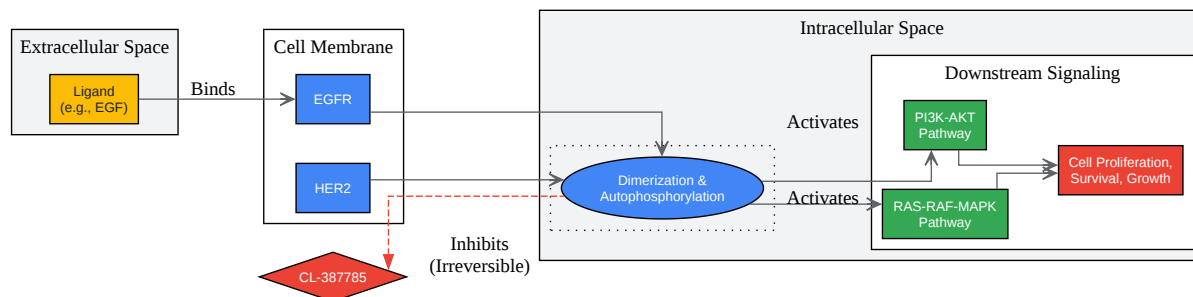 Extracellular Space
Ligand
(e.g., EGF)
Binds
Cell Membrane
EGFR
HER2
CL-387785
Inhibits
(Irreversible)
Intracellular Space
Dimerization &
Autophosphorylation
Activates
Activates
Downstream Signaling
PI3K-AKT
Pathway
RAS-RAF-MAPK
Pathway
Cell Proliferation,
Survival, Growth